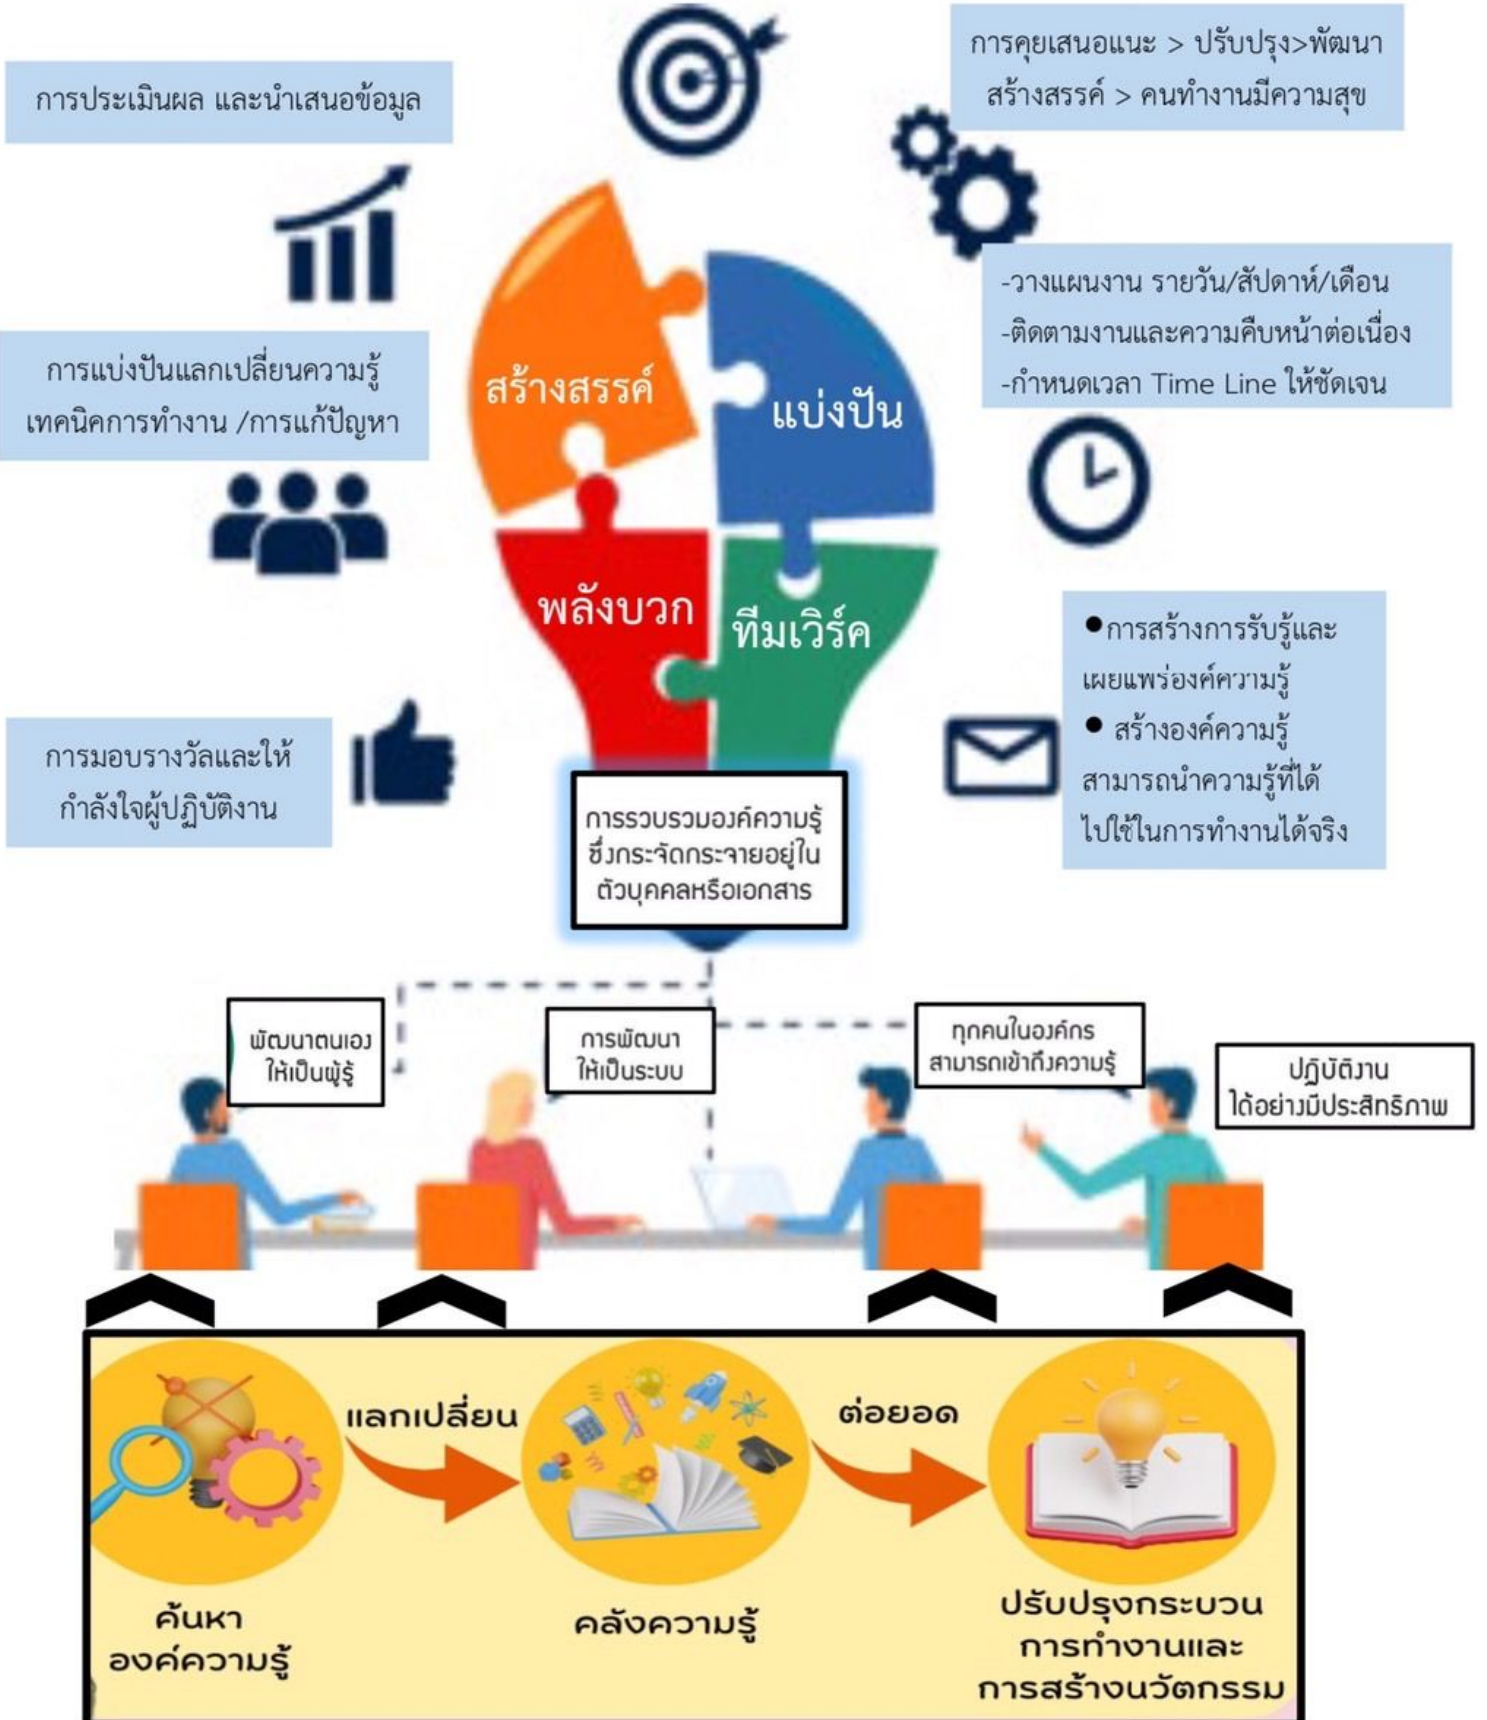 การประเมินผล และนำเสนอข้อมูล
การคุยเสนอแนะ > ปรับปรุง>พัฒนา
สร้างสรรค์ > คนทำงานมีความสุข
การแบ่งปันแลกเปลี่ยนความรู้
เทคนิคการทำงาน /การแก้ปัญหา
-วางแผนงาน รายวัน/สัปดาห์/เดือน
-ติดตามงานและความคืบหน้าต่อเนื่อง
-กำหนดเวลา Time Line ให้ชัดเจน
สร้างสรรค์
แบ่งปัน
พลังบวก
ทีมเวิร์ค
●การสร้างการรับรู้และ
เผยแพร่องค์ความรู้
● สร้างองค์ความรู้
สามารถนำความรู้ที่ได้
ไปใช้ในการทำงานได้จริง
การมอบรางวัลและให้
กำลังใจผู้ปฏิบัติงาน
การรวบรวมองค์ความรู้
ซึ่งกระจัดกระจายอยู่ใน
ตัวบุคคลหรือเอกสาร
พัฒนาตนเอง
ให้เป็นผู้รู้
การพัฒนา
ให้เป็นระบบ
ทุกคนในองค์กร
สามารถเข้าถึงความรู้
ปฏิบัติงาน
ได้อย่างมีประสิทธิภาพ
แลกเปลี่ยน
ต่อยอด
ค้นหา
องค์ความรู้
คลังความรู้
ปรับปรุงกระบวน
การทำงานและ
การสร้างนวัตกรรม